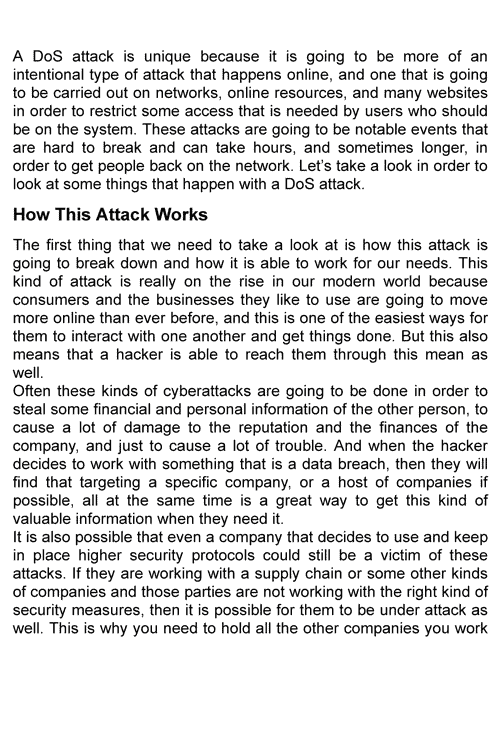 A DoS attack is unique because it is going to be more of an
intentional type of attack that happens online, and one that is going
to be carried out on networks, online resources, and many websites
in order to restrict some access that is needed by users who should
be on the system. These attacks are going to be notable events that
are hard to break and can take hours, and sometimes longer, in
order to get people back on the network. Let’s take a look in order to
look at some things that happen with a DoS attack.
How This Attack Works
The first thing that we need to take a look at is how this attack is
going to break down and how it is able to work for our needs. This
kind of attack is really on the rise in our modern world because
consumers and the businesses they like to use are going to move
more online than ever before, and this is one of the easiest ways for
them to interact with one another and get things done. But this also
means that a hacker is able to reach them through this mean as
well.
Often these kinds of cyberattacks are going to be done in order to
steal some financial and personal information of the other person, to
cause a lot of damage to the reputation and the finances of the
company, and just to cause a lot of trouble. And when the hacker
decides to work with something that is a data breach, then they will
find that targeting a specific company, or a host of companies if
possible, all at the same time is a great way to get this kind of
valuable information when they need it.
It is also possible that even a company that decides to use and keep
in place higher security protocols could still be a victim of these
attacks. If they are working with a supply chain or some other kinds
of companies and those parties are not working with the right kind of
security measures, then it is possible for them to be under attack as
well. This is why you need to hold all the other companies you work